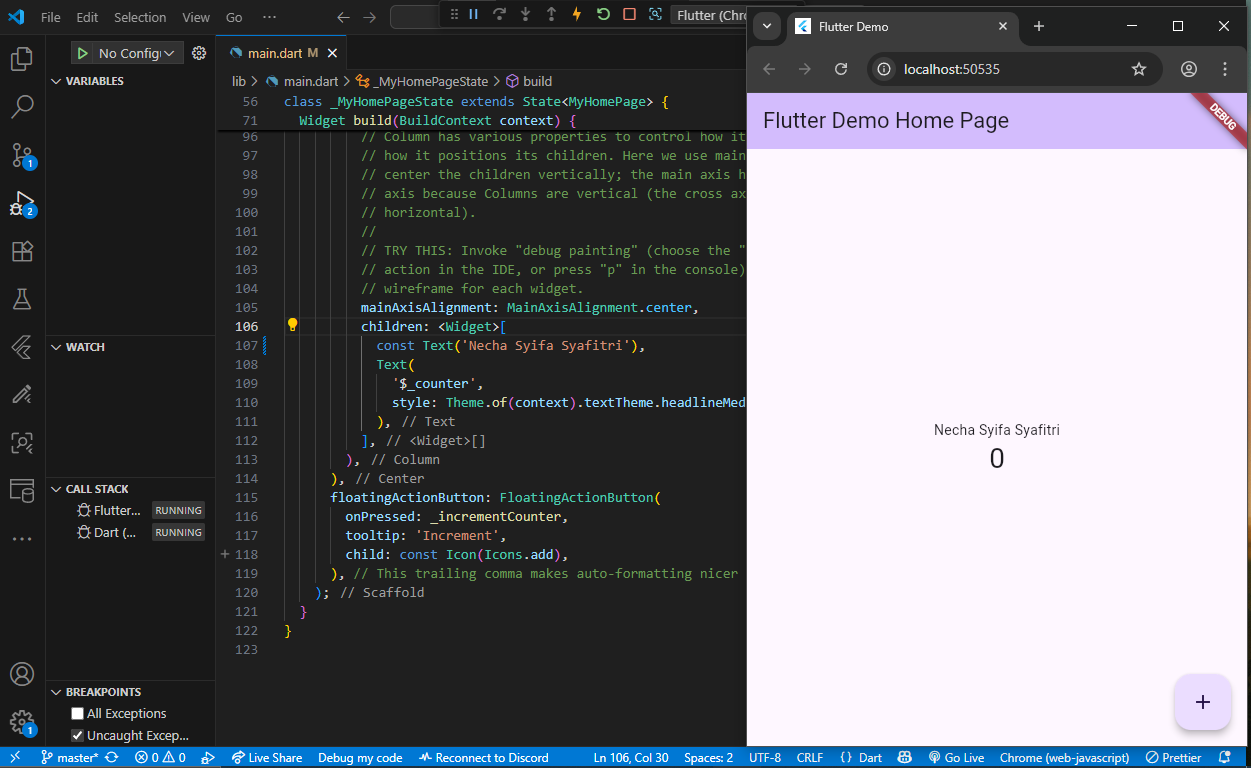 File Edit Selection View Go ···
Flutter (Chr
No Config
VARIABLES
WATCH
CALL STACK
Flutter... RUNNING
Dart (... RUNNING
BREAKPOINTS
All Exceptions
Uncaught Excep...
1
2
1
main.dart M
lib > main.dart > _MyHomePageState > build
56 class _MyHomePageState extends State<MyHomePage> {
71 Widget build(BuildContext context) {
96 // Column has various properties to control how it
97 // how it positions its children. Here we use main
98 // center the children vertically; the main axis h
99 // axis because Columns are vertical (the cross ax
100 // horizontal).
101 //
102 // TRY THIS: Invoke "debug painting" (choose the "
103 // action in the IDE, or press "p" in the console)
104 // wireframe for each widget.
105 mainAxisAlignment: MainAxisAlignment.center,
106 children: <Widget>[
107 const Text('Necha Syifa Syafitri'),
108 Text(
109 '$_counter',
110 style: Theme.of(context).textTheme.headlineMed
111 ), // Text
112 ], // <Widget>[]
113 ), // Column
114 ), // Center
115 floatingActionButton: FloatingActionButton(
116 onPressed: _incrementCounter,
117 tooltip: 'Increment',
118 child: const Icon(Icons.add),
119 ), // This trailing comma makes auto-formatting nicer
120 ); // Scaffold
121 }
122 }
123
Flutter Demo
localhost:50535
Flutter Demo Home Page
DEBUG
Necha Syifa Syafitri
0
master* 0 0 Live Share Debug my code Reconnect to Discord Ln 106, Col 30 Spaces: 2 UTF-8 CRLF { } Dart Go Live Chrome (web-javascript) Prettier